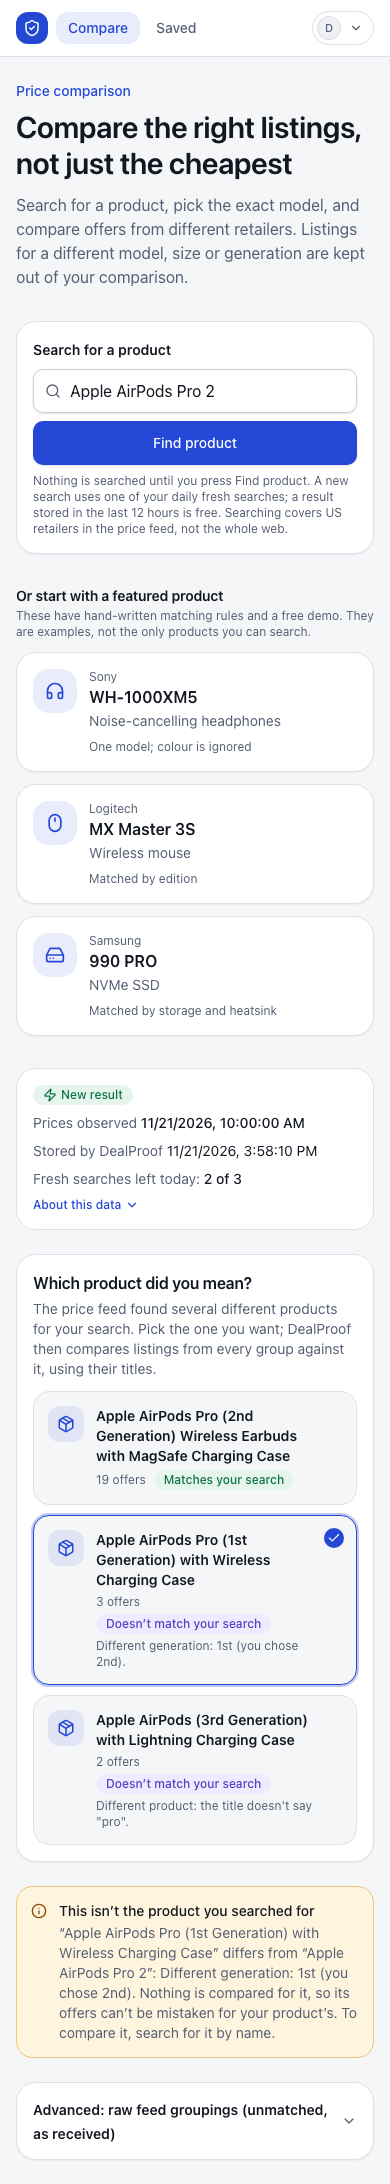 Compare
Saved
D
Price comparison
Compare the right listings,
not just the cheapest
Search for a product, pick the exact model, and
compare offers from different retailers. Listings
for a different model, size or generation are kept
out of your comparison.
Search for a product
Apple AirPods Pro 2
Find product
Nothing is searched until you press Find product. A new
search uses one of your daily fresh searches; a result
stored in the last 12 hours is free. Searching covers US
retailers in the price feed, not the whole web.
Or start with a featured product
These have hand-written matching rules and a free demo. They
are examples, not the only products you can search.
Sony
WH-1000XM5
Noise-cancelling headphones
One model; colour is ignored
Logitech
MX Master 3S
Wireless mouse
Matched by edition
Samsung
990 PRO
NVMe SSD
Matched by storage and heatsink
New result
Prices observed 11/21/2026, 10:00:00 AM
Stored by DealProof 11/21/2026, 3:58:10 PM
Fresh searches left today: 2 of 3
About this data
Which product did you mean?
The price feed found several different products
for your search. Pick the one you want; DealProof
then compares listings from every group against
it, using their titles.
Apple AirPods Pro (2nd
Generation) Wireless Earbuds
with MagSafe Charging Case
19 offers Matches your search
Apple AirPods Pro (1st
Generation) with Wireless
Charging Case
3 offers
Doesn't match your search
Different generation: 1st (you chose
2nd).
Apple AirPods (3rd Generation)
with Lightning Charging Case
2 offers
Doesn't match your search
Different product: the title doesn't say
"pro".
This isn't the product you searched for
“Apple AirPods Pro (1st Generation) with
Wireless Charging Case” differs from “Apple
AirPods Pro 2”: Different generation: 1st (you
chose 2nd). Nothing is compared for it, so its
offers can't be mistaken for your product's. To
compare it, search for it by name.
Advanced: raw feed groupings (unmatched,
as received)